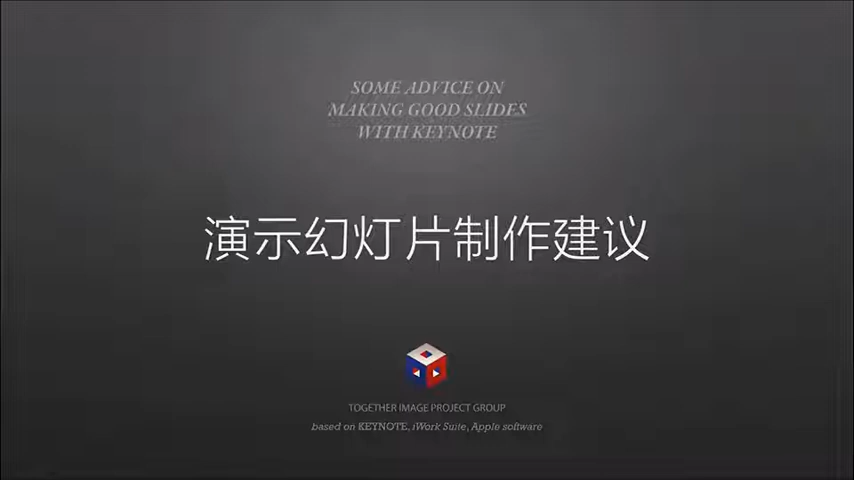 SOME ADVICE ON
MAKING GOOD SLIDES
WITH KEYNOTE
演示幻灯片制作建议
TOGETHER IMAGE PROJECT GROUP
based on KEYNOTE, iWork Suite, Apple software